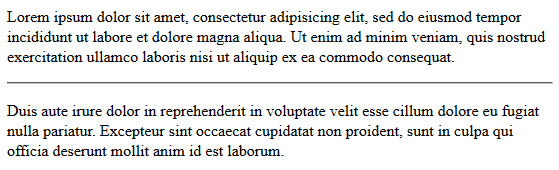 Lorem ipsum dolor sit amet, consectetur adipisicing elit, sed do eiusmod tempor
incididunt ut labore et dolore magna aliqua. Ut enim ad minim veniam, quis nostrud
exercitation ullamco laboris nisi ut aliquip ex ea commodo consequat.
Duis aute irure dolor in reprehenderit in voluptate velit esse cillum dolore eu fugiat
nulla pariatur. Excepteur sint occaecat cupidatat non proident, sunt in culpa qui
officia deserunt mollit anim id est laborum.